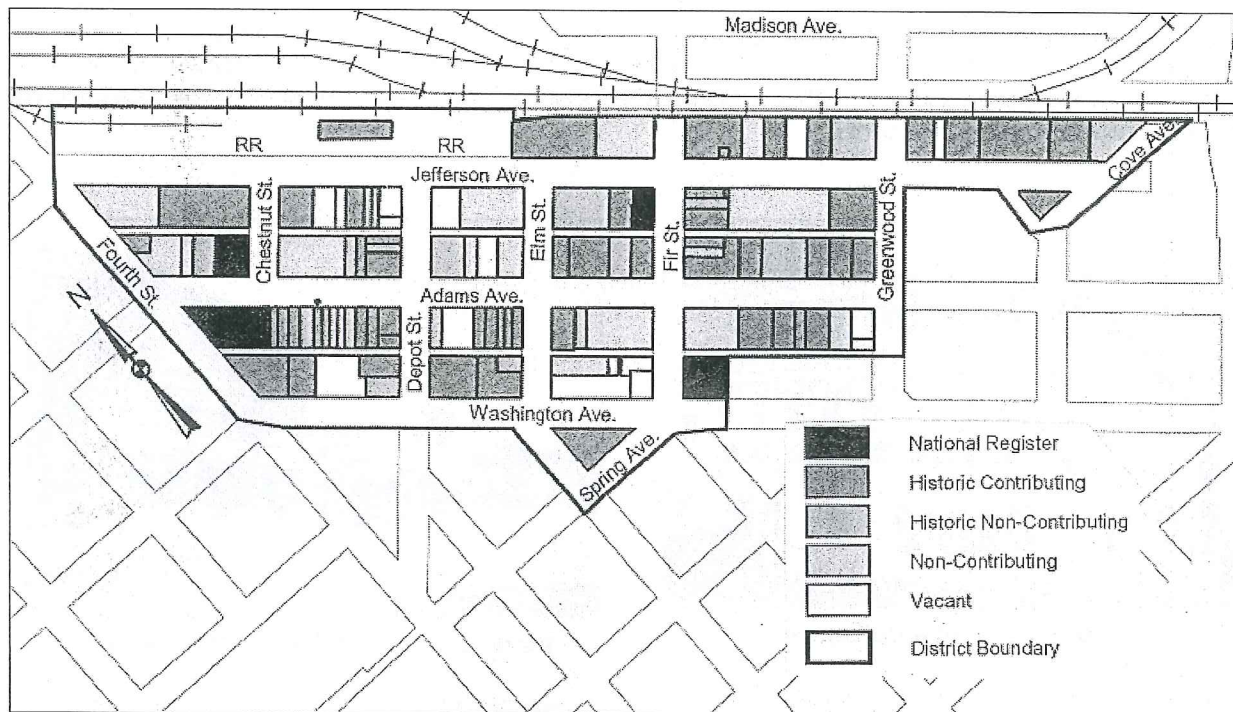 Madison Ave.
RR
RR
Jefferson Ave.
Cove Ave.
Chestnut St.
Elm St.
Fir St.
Greenwood St.
Fourth St.
Adams Ave.
N
Depot St.
Washington Ave.
Spring Ave.
National Register
Historic Contributing
Historic Non-Contributing
Non-Contributing
Vacant
District Boundary